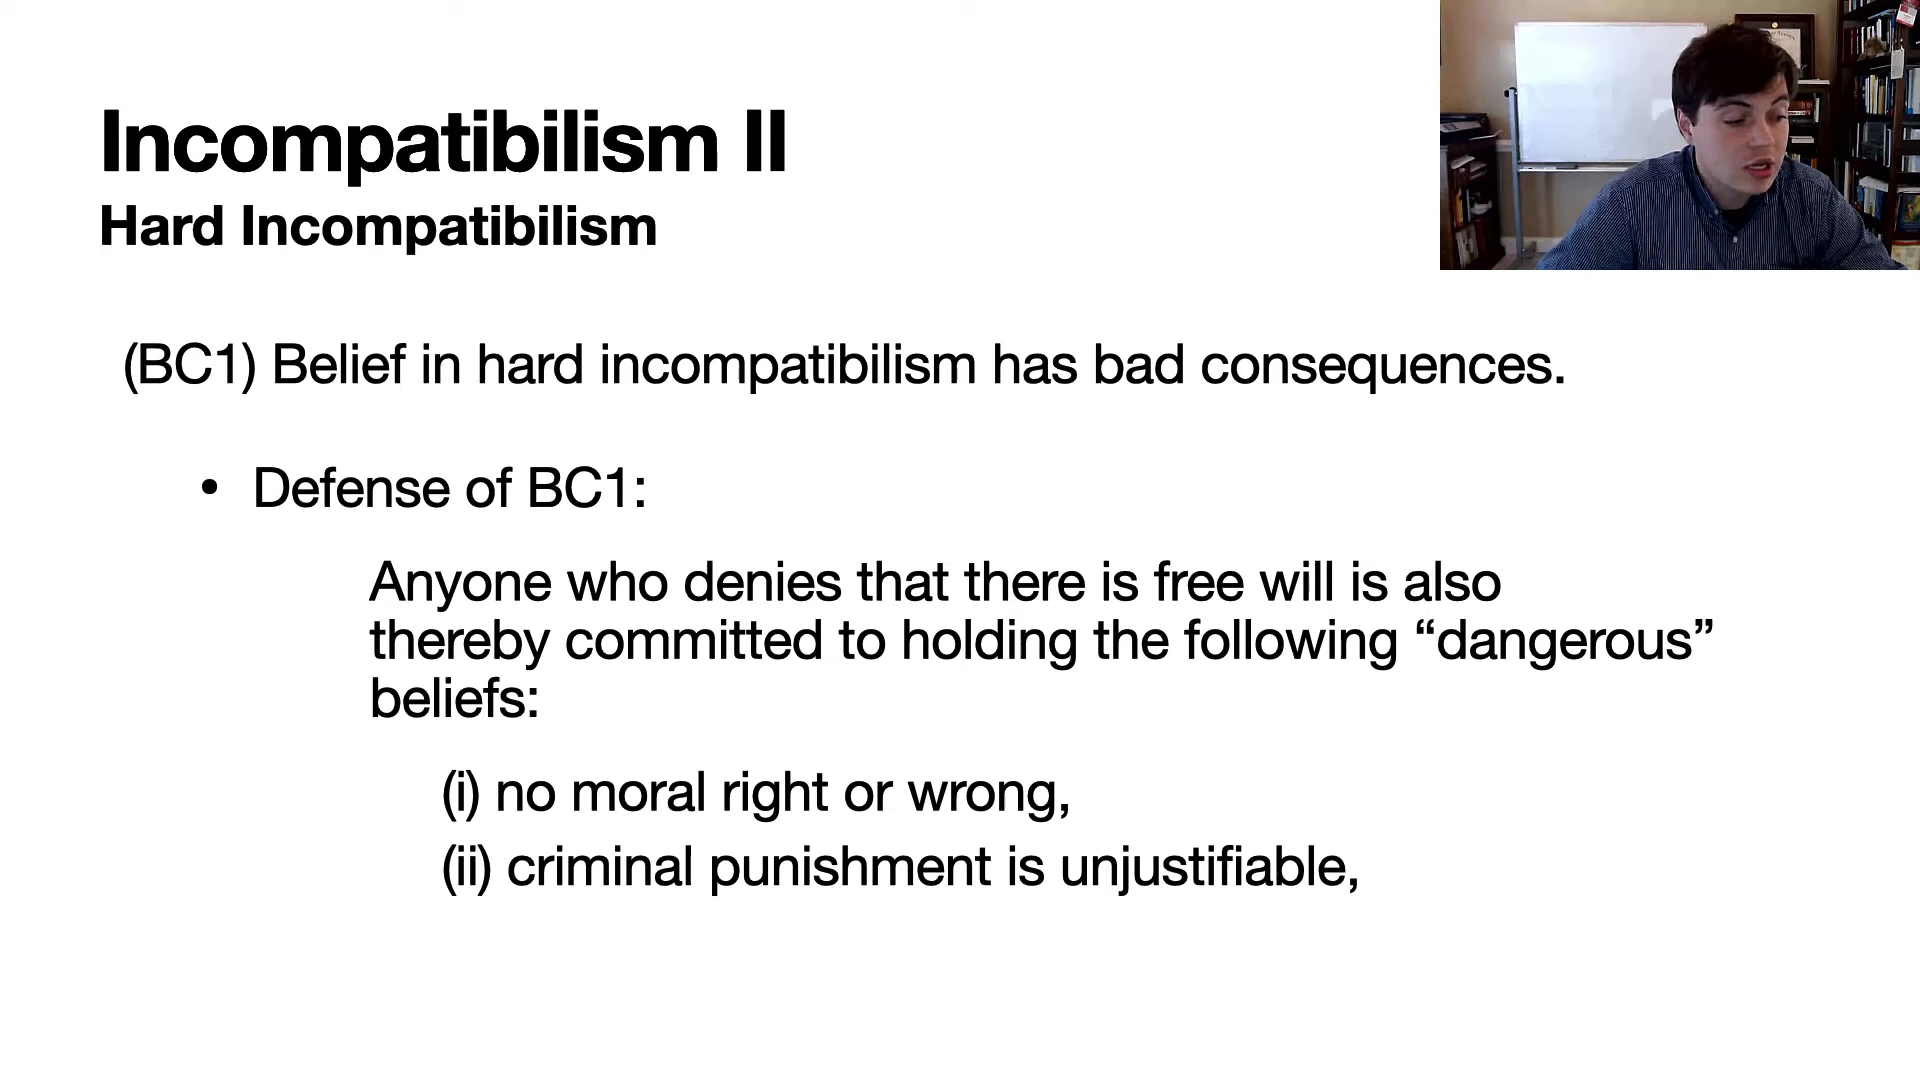 Incompatibilism II
Hard Incompatibilism
(BC1) Belief in hard incompatibilism has bad consequences.
• Defense of BC1:
Anyone who denies that there is free will is also
thereby committed to holding the following “dangerous”
beliefs:
(i) no moral right or wrong,
(ii) criminal punishment is unjustifiable,